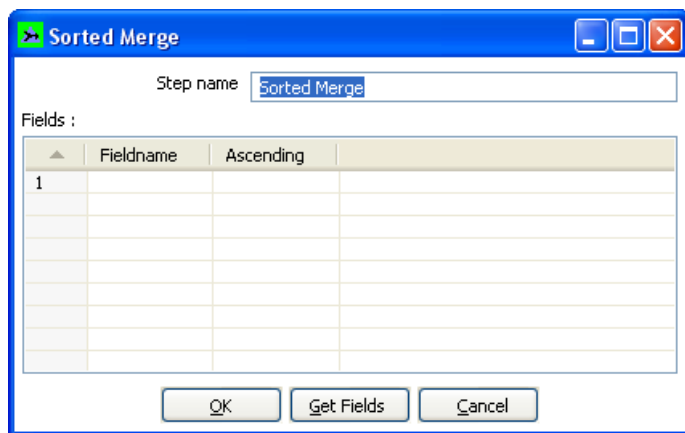 Sorted Merge
Step name Sorted Merge
Fields :
Fieldname Ascending
1
OK Get Fields Cancel